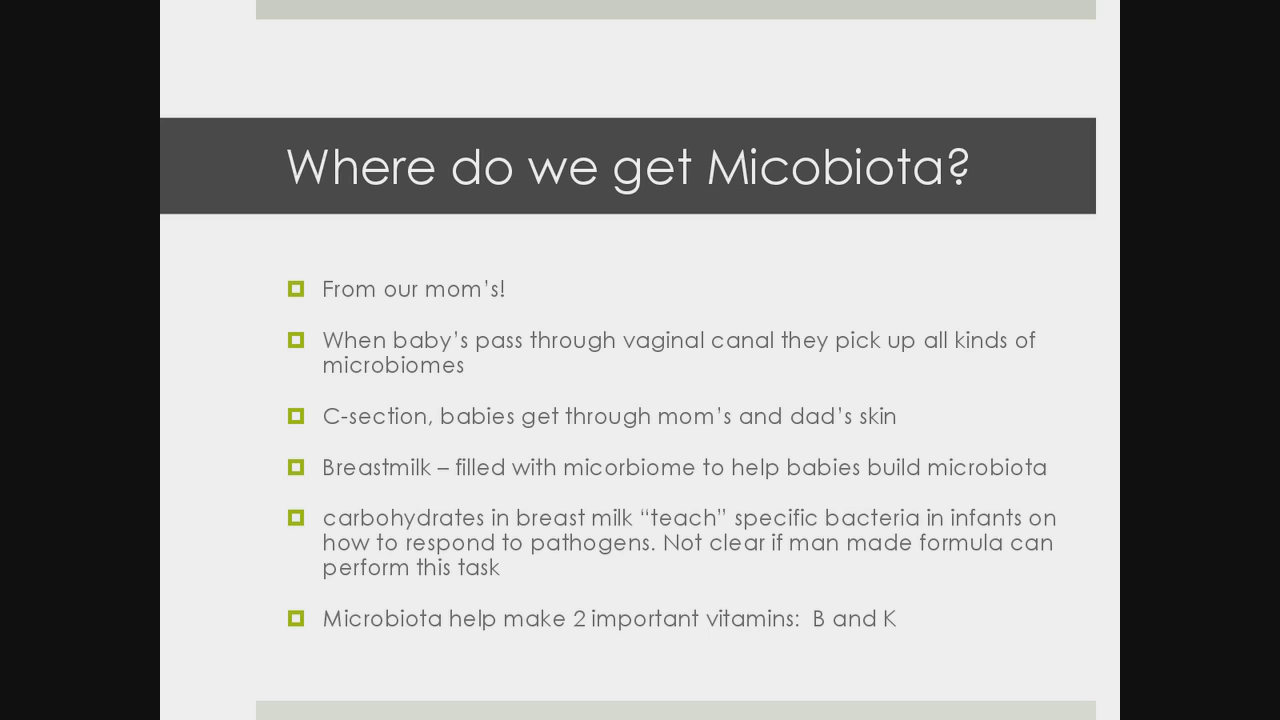 Where do we get Micobiota?
From our mom’s!
When baby’s pass through vaginal canal they pick up all kinds of
microbiomes
C-section, babies get through mom’s and dad’s skin
Breastmilk – filled with micorbiome to help babies build microbiota
carbohydrates in breast milk “teach” specific bacteria in infants on
how to respond to pathogens. Not clear if man made formula can
perform this task
Microbiota help make 2 important vitamins:  B and K